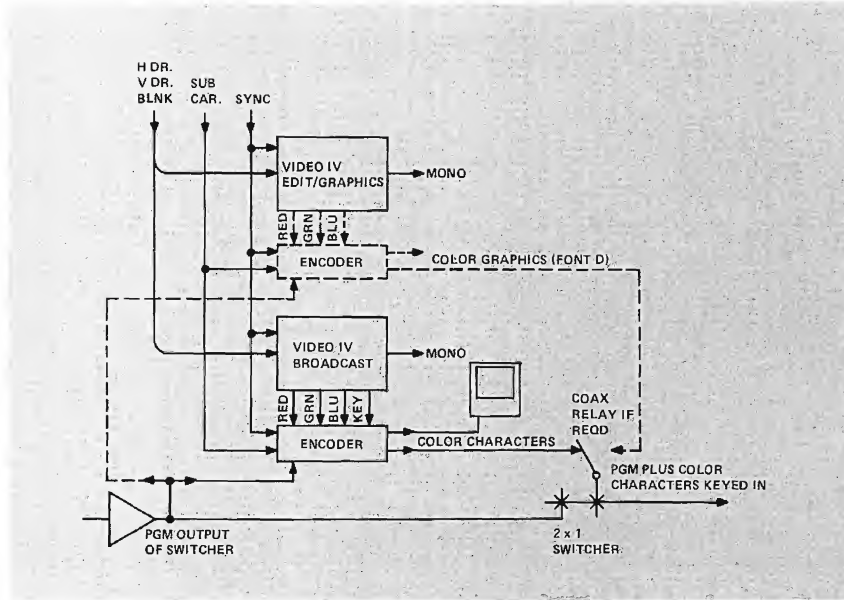 H DR.
V DR.
BLNK
SUB
CAR.
SYNC
VIDEO IV
EDIT/GRAPHICS
MONO
RED
GRN
BLU
ENCODER
COLOR GRAPHICS (FONT D)
VIDEO IV
BROADCAST
MONO
RED
GRN
BLU
KEY
ENCODER
COLOR CHARACTERS
COAX
RELAY IF
REQD
PGM PLUS COLOR
CHARACTERS KEYED IN
PGM OUTPUT
OF SWITCHER
2 x 1
SWITCHER